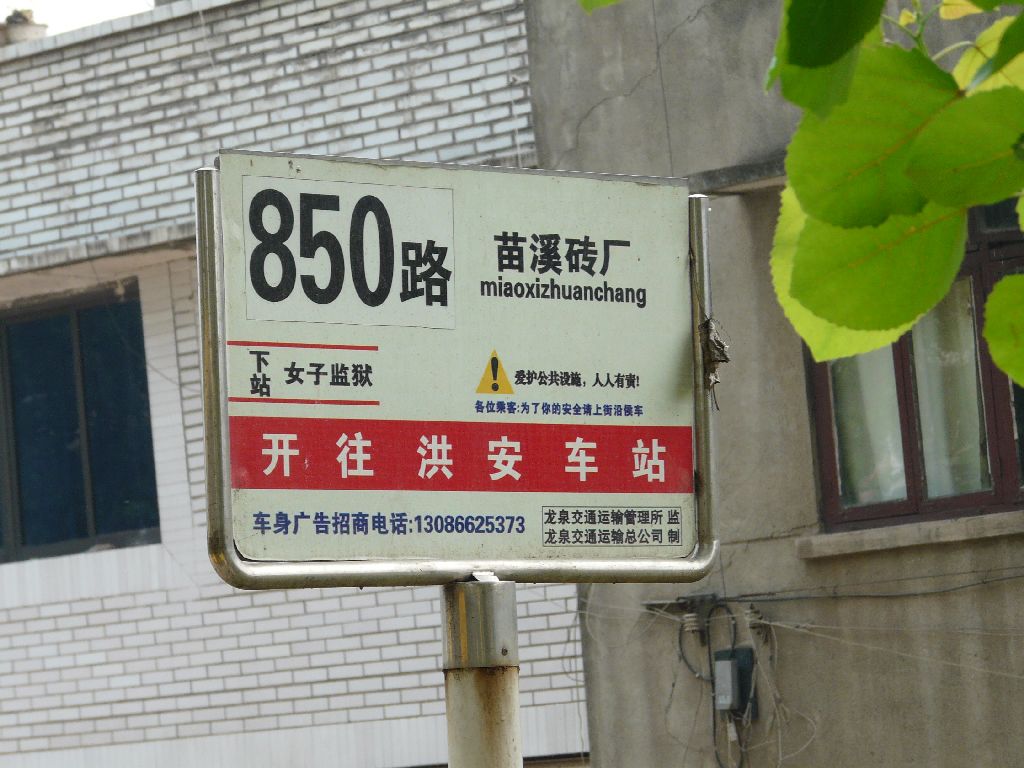 850路
苗溪砖厂
miaoxizhuanchang
下站 女子监狱
爱护公共设施，人人有责!
各位乘客:为了你的安全请上街沿侯车
开往洪安车站
车身广告招商电话:13086625373
龙泉交通运输管理所 监
龙泉交通运输总公司 制